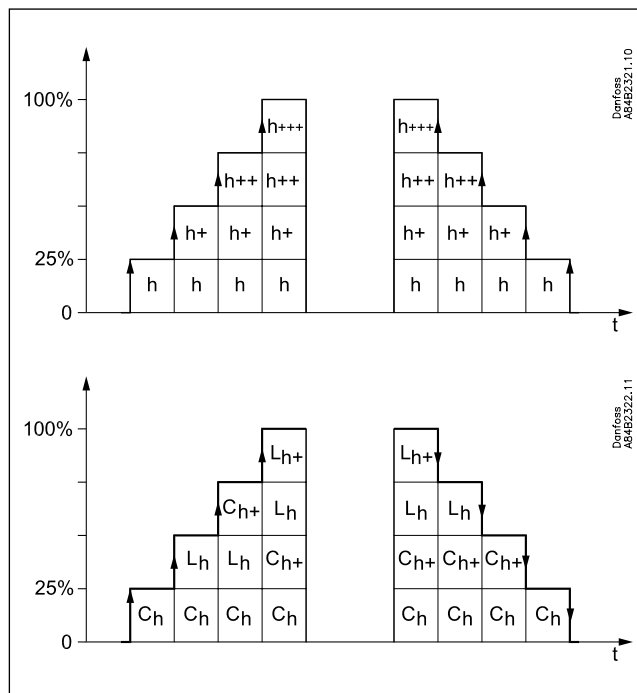 Danfoss
A84B2321.10
100%
h+++ h+++
h++ h++ h++ h++
h+ h+ h+ h+ h+ h+
25%
h h h h h h h h
0
t
Danfoss
A84B2322.11
100%
Lh+ Lh+
Ch+ Lh Lh Lh
Lh Lh Ch+ Ch+ Ch+ Ch+
25%
Ch Ch Ch Ch Ch Ch Ch Ch
0
t